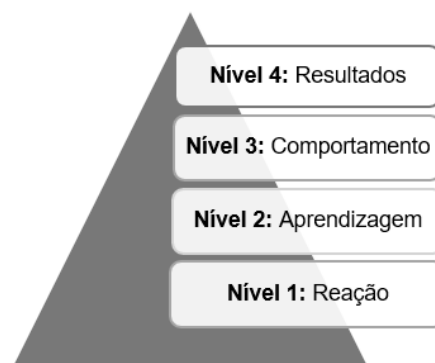 Nível 4: Resultados
Nível 3: Comportamento
Nível 2: Aprendizagem
Nível 1: Reação